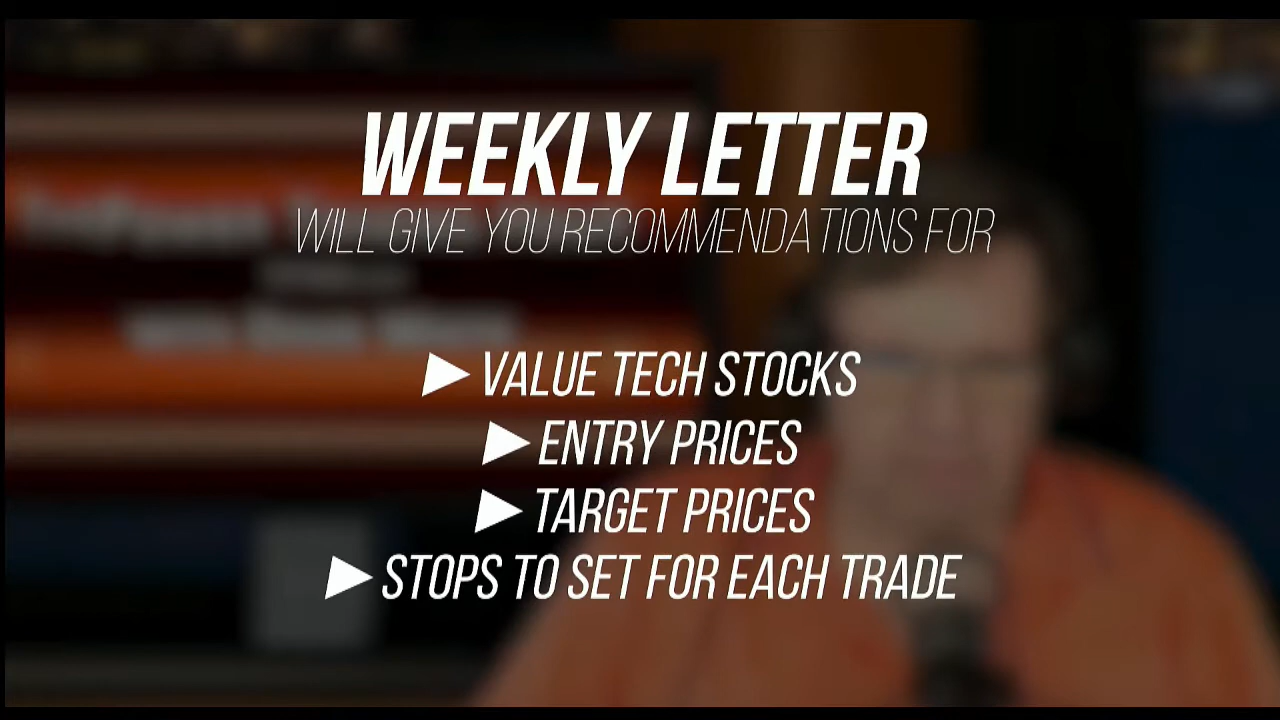 WEEKLY LETTER
WILL GIVE YOU RECOMMENDATIONS FOR
▶ VALUE TECH STOCKS
▶ ENTRY PRICES
▶ TARGET PRICES
▶ STOPS TO SET FOR EACH TRADE